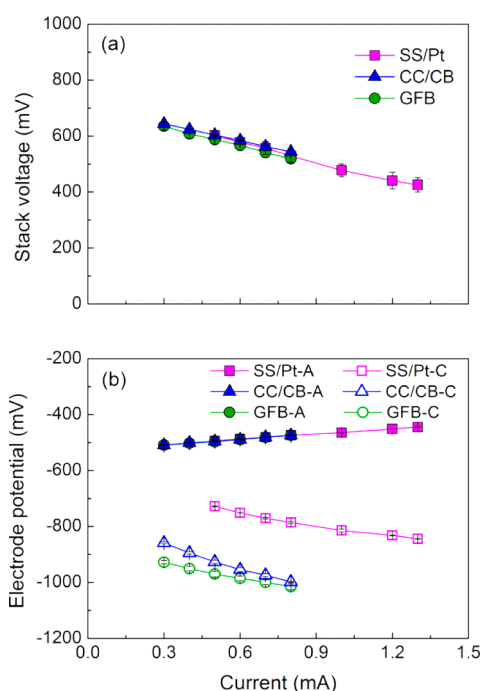 (a)
SS/Pt
CC/CB
GFB
1000
800
600
400
200
0
Stack voltage (mV)
(b)
SS/Pt-A SS/Pt-C
CC/CB-A CC/CB-C
GFB-A GFB-C
-200
-400
-600
-800
-1000
-1200
Electrode potential (mV)
0.0 0.3 0.6 0.9 1.2 1.5
Current (mA)